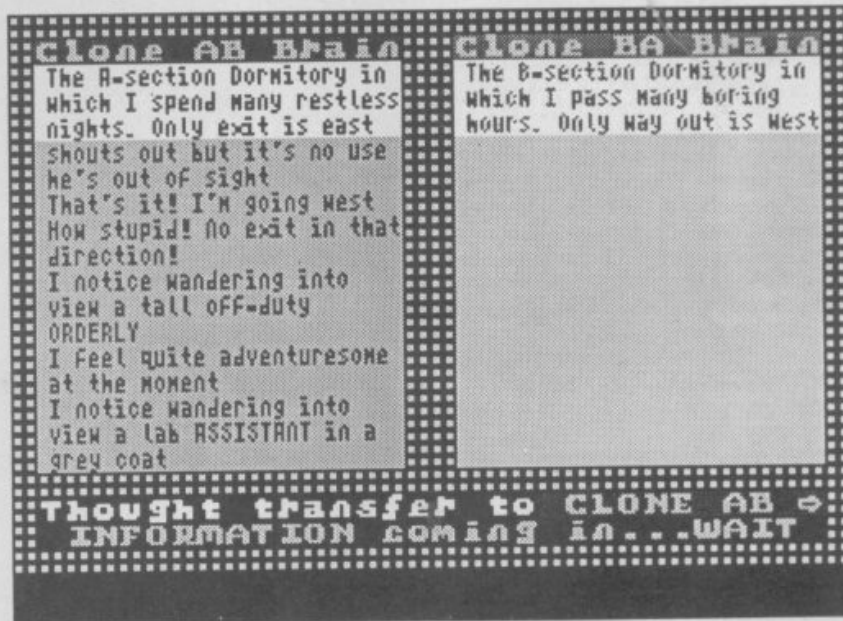 Clone AB Brain
The A-section Dormitory in
which I spend many restless
nights. Only exit is east
shouts out but it's no use
he's out of sight
That's it! I'm going west
How stupid! No exit in that
direction!
I notice wandering into
view a tall off-duty
ORDERLY
I feel quite adventuresome
at the moment
I notice wandering into
view a lab ASSISTANT in a
grey coat
Clone BA Brain
The B-section Dormitory in
which I pass many boring
hours. Only way out is west
Thought transfer to CLONE AB ⇨
INFORMATION coming in...WAIT